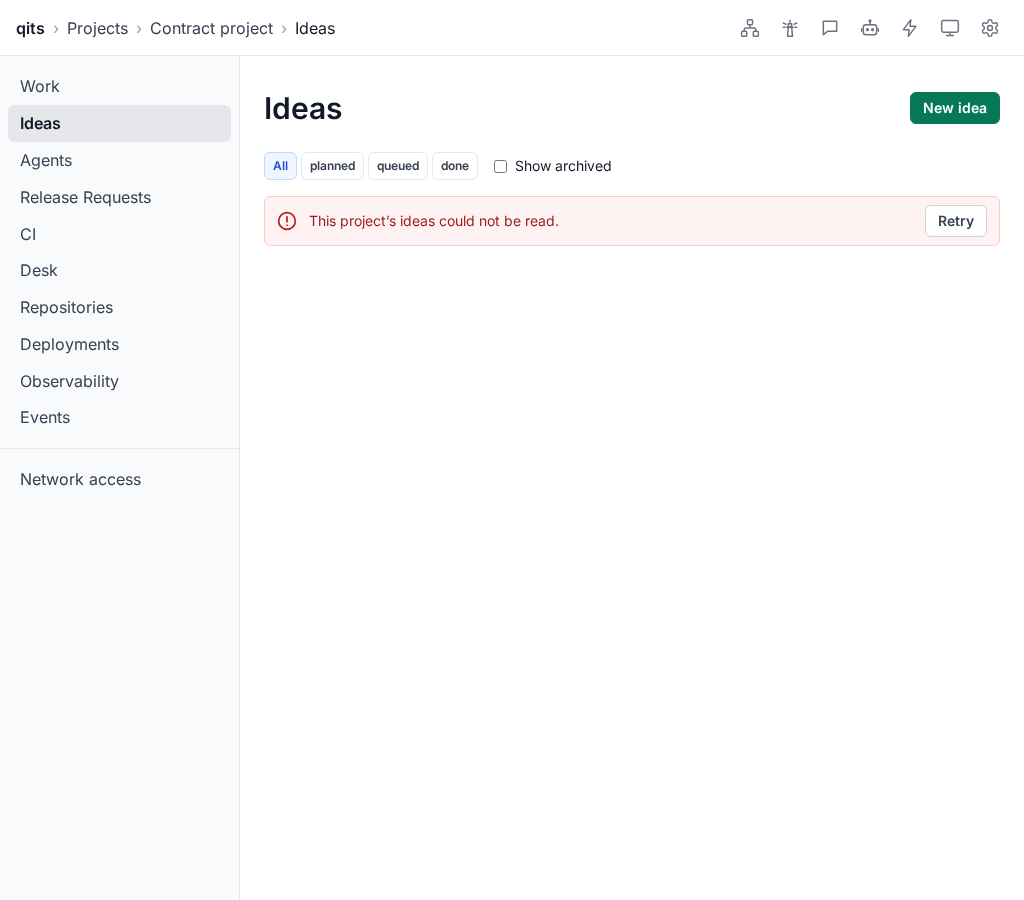 qits › Projects › Contract project › Ideas
Work
Ideas
Agents
Release Requests
CI
Desk
Repositories
Deployments
Observability
Events
Network access
Ideas
New idea
All planned queued done Show archived
This project’s ideas could not be read. Retry